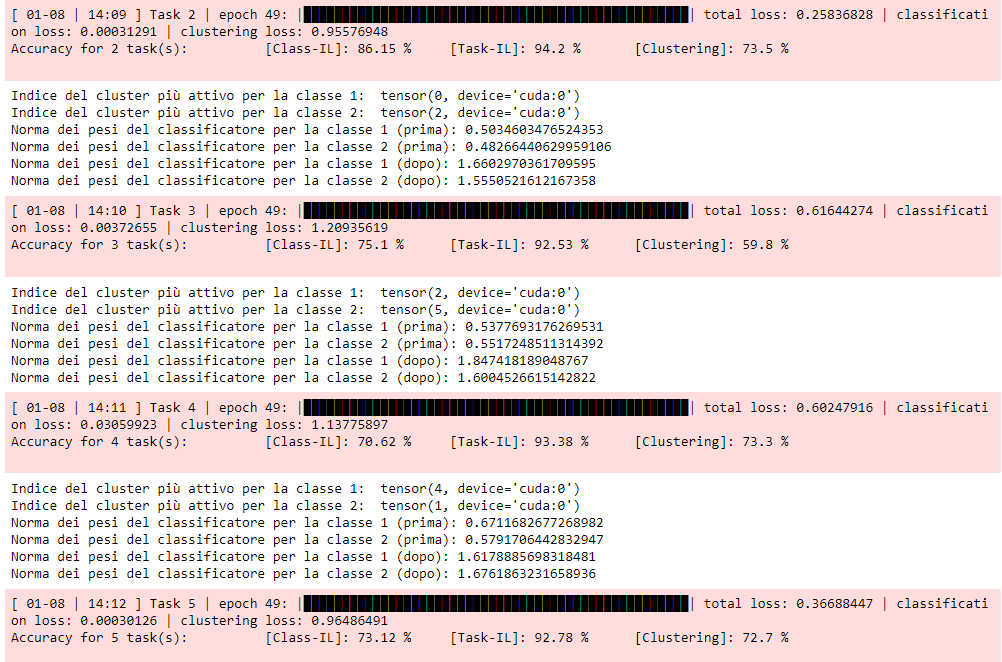 [ 01-08 | 14:09 ] Task 2 | epoch 49: | | total loss: 0.25836828 | classificati
on loss: 0.00031291 | clustering loss: 0.95576948
Accuracy for 2 task(s): [Class-IL]: 86.15 % [Task-IL]: 94.2 % [Clustering]: 73.5 %
Indice del cluster più attivo per la classe 1: tensor(0, device='cuda:0')
Indice del cluster più attivo per la classe 2: tensor(2, device='cuda:0')
Norma dei pesi del classificatore per la classe 1 (prima): 0.5034603476524353
Norma dei pesi del classificatore per la classe 2 (prima): 0.48266440629959106
Norma dei pesi del classificatore per la classe 1 (dopo): 1.6602970361709595
Norma dei pesi del classificatore per la classe 2 (dopo): 1.5550521612167358
[ 01-08 | 14:10 ] Task 3 | epoch 49: | | total loss: 0.61644274 | classificati
on loss: 0.00372655 | clustering loss: 1.20935619
Accuracy for 3 task(s): [Class-IL]: 75.1 % [Task-IL]: 92.53 % [Clustering]: 59.8 %
Indice del cluster più attivo per la classe 1: tensor(2, device='cuda:0')
Indice del cluster più attivo per la classe 2: tensor(5, device='cuda:0')
Norma dei pesi del classificatore per la classe 1 (prima): 0.5377693176269531
Norma dei pesi del classificatore per la classe 2 (prima): 0.5517248511314392
Norma dei pesi del classificatore per la classe 1 (dopo): 1.847418189048767
Norma dei pesi del classificatore per la classe 2 (dopo): 1.6004526615142822
[ 01-08 | 14:11 ] Task 4 | epoch 49: | | total loss: 0.60247916 | classificati
on loss: 0.03059923 | clustering loss: 1.13775897
Accuracy for 4 task(s): [Class-IL]: 70.62 % [Task-IL]: 93.38 % [Clustering]: 73.3 %
Indice del cluster più attivo per la classe 1: tensor(4, device='cuda:0')
Indice del cluster più attivo per la classe 2: tensor(1, device='cuda:0')
Norma dei pesi del classificatore per la classe 1 (prima): 0.6711682677268982
Norma dei pesi del classificatore per la classe 2 (prima): 0.5791706442832947
Norma dei pesi del classificatore per la classe 1 (dopo): 1.6178885698318481
Norma dei pesi del classificatore per la classe 2 (dopo): 1.6761863231658936
[ 01-08 | 14:12 ] Task 5 | epoch 49: | | total loss: 0.36688447 | classificati
on loss: 0.00030126 | clustering loss: 0.96486491
Accuracy for 5 task(s): [Class-IL]: 73.12 % [Task-IL]: 92.78 % [Clustering]: 72.7 %